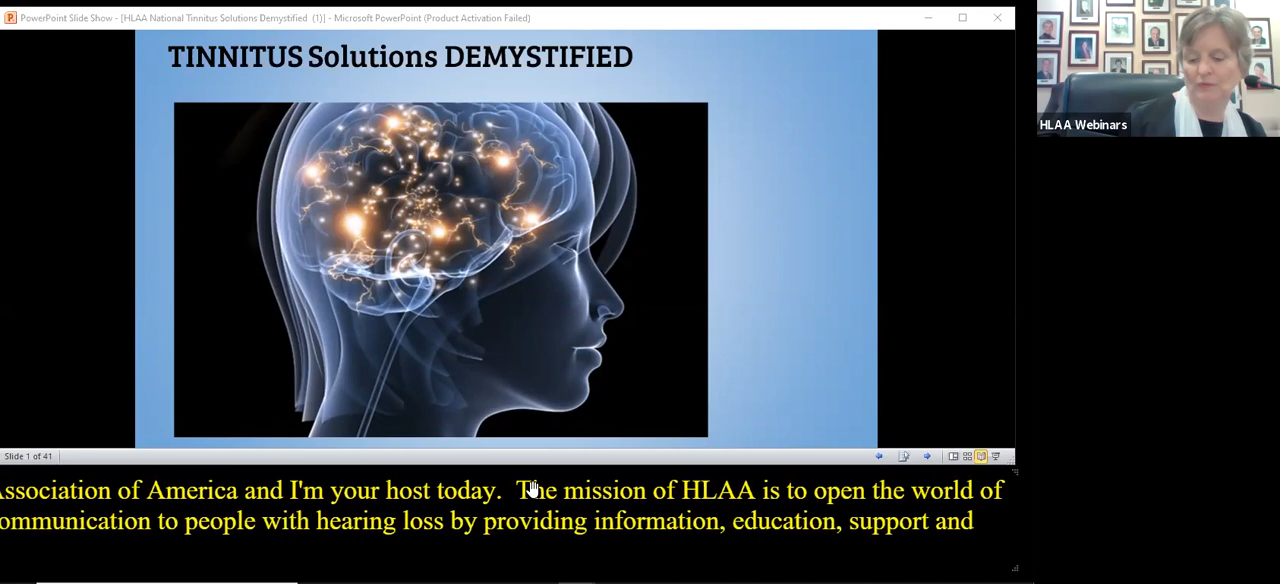 PowerPoint Slide Show - [HLAA National Tinnitus Solutions Demystified (1)] - Microsoft PowerPoint (Product Activation Failed)
TINNITUS Solutions DEMYSTIFIED
HLAA Webinars
Slide 1 of 41
ssociation of America and I'm your host today. The mission of HLAA is to open the world of
ommunication to people with hearing loss by providing information, education, support and